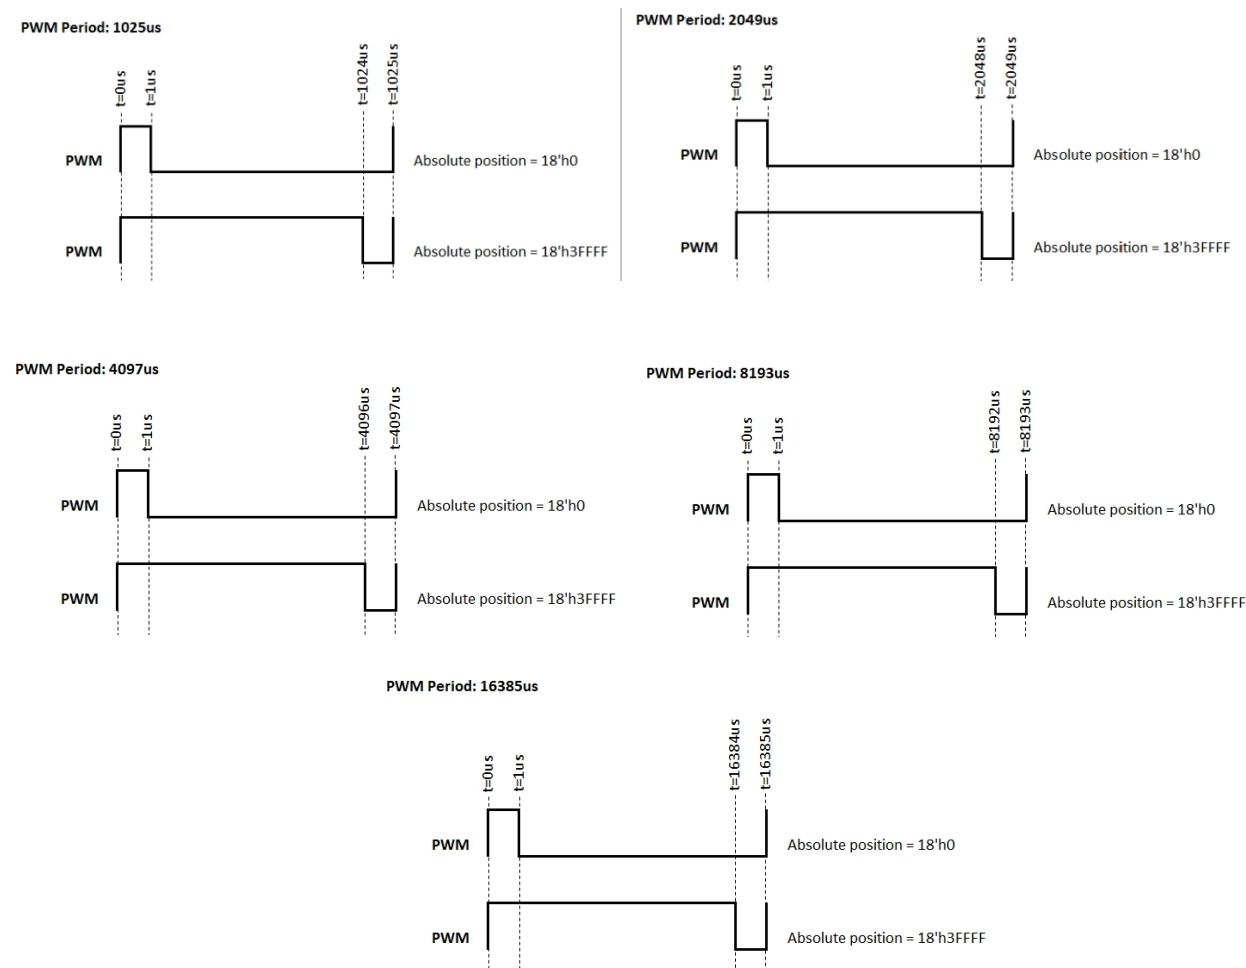 PWM Period: 1025us
t=0us
t=1us
t=1024us
t=1025us
PWM
Absolute position = 18'h0
PWM
Absolute position = 18'h3FFFF
PWM Period: 2049us
t=0us
t=1us
t=2048us
t=2049us
PWM
Absolute position = 18'h0
PWM
Absolute position = 18'h3FFFF
PWM Period: 4097us
t=0us
t=1us
t=4096us
t=4097us
PWM
Absolute position = 18'h0
PWM
Absolute position = 18'h3FFFF
PWM Period: 8193us
t=0us
t=1us
t=8192us
t=8193us
PWM
Absolute position = 18'h0
PWM
Absolute position = 18'h3FFFF
PWM Period: 16385us
t=0us
t=1us
t=16384us
t=16385us
PWM
Absolute position = 18'h0
PWM
Absolute position = 18'h3FFFF